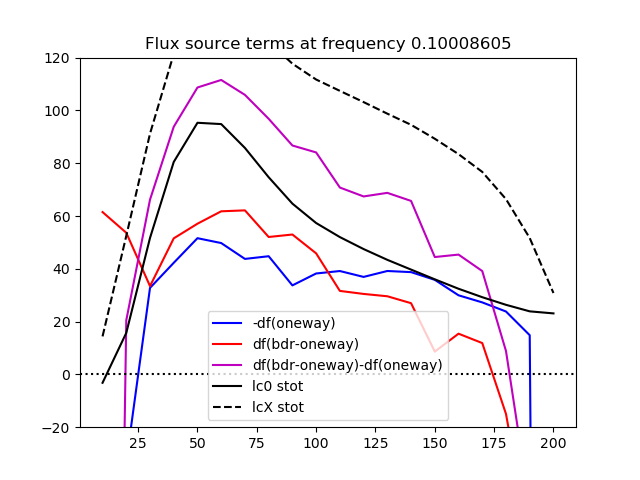 Flux source terms at frequency 0.10008605
120
100
80
60
40
20
0
−20
-df(oneway)
df(bdr-oneway)
df(bdr-oneway)-df(oneway)
lc0 stot
lcX stot
25 50 75 100 125 150 175 200